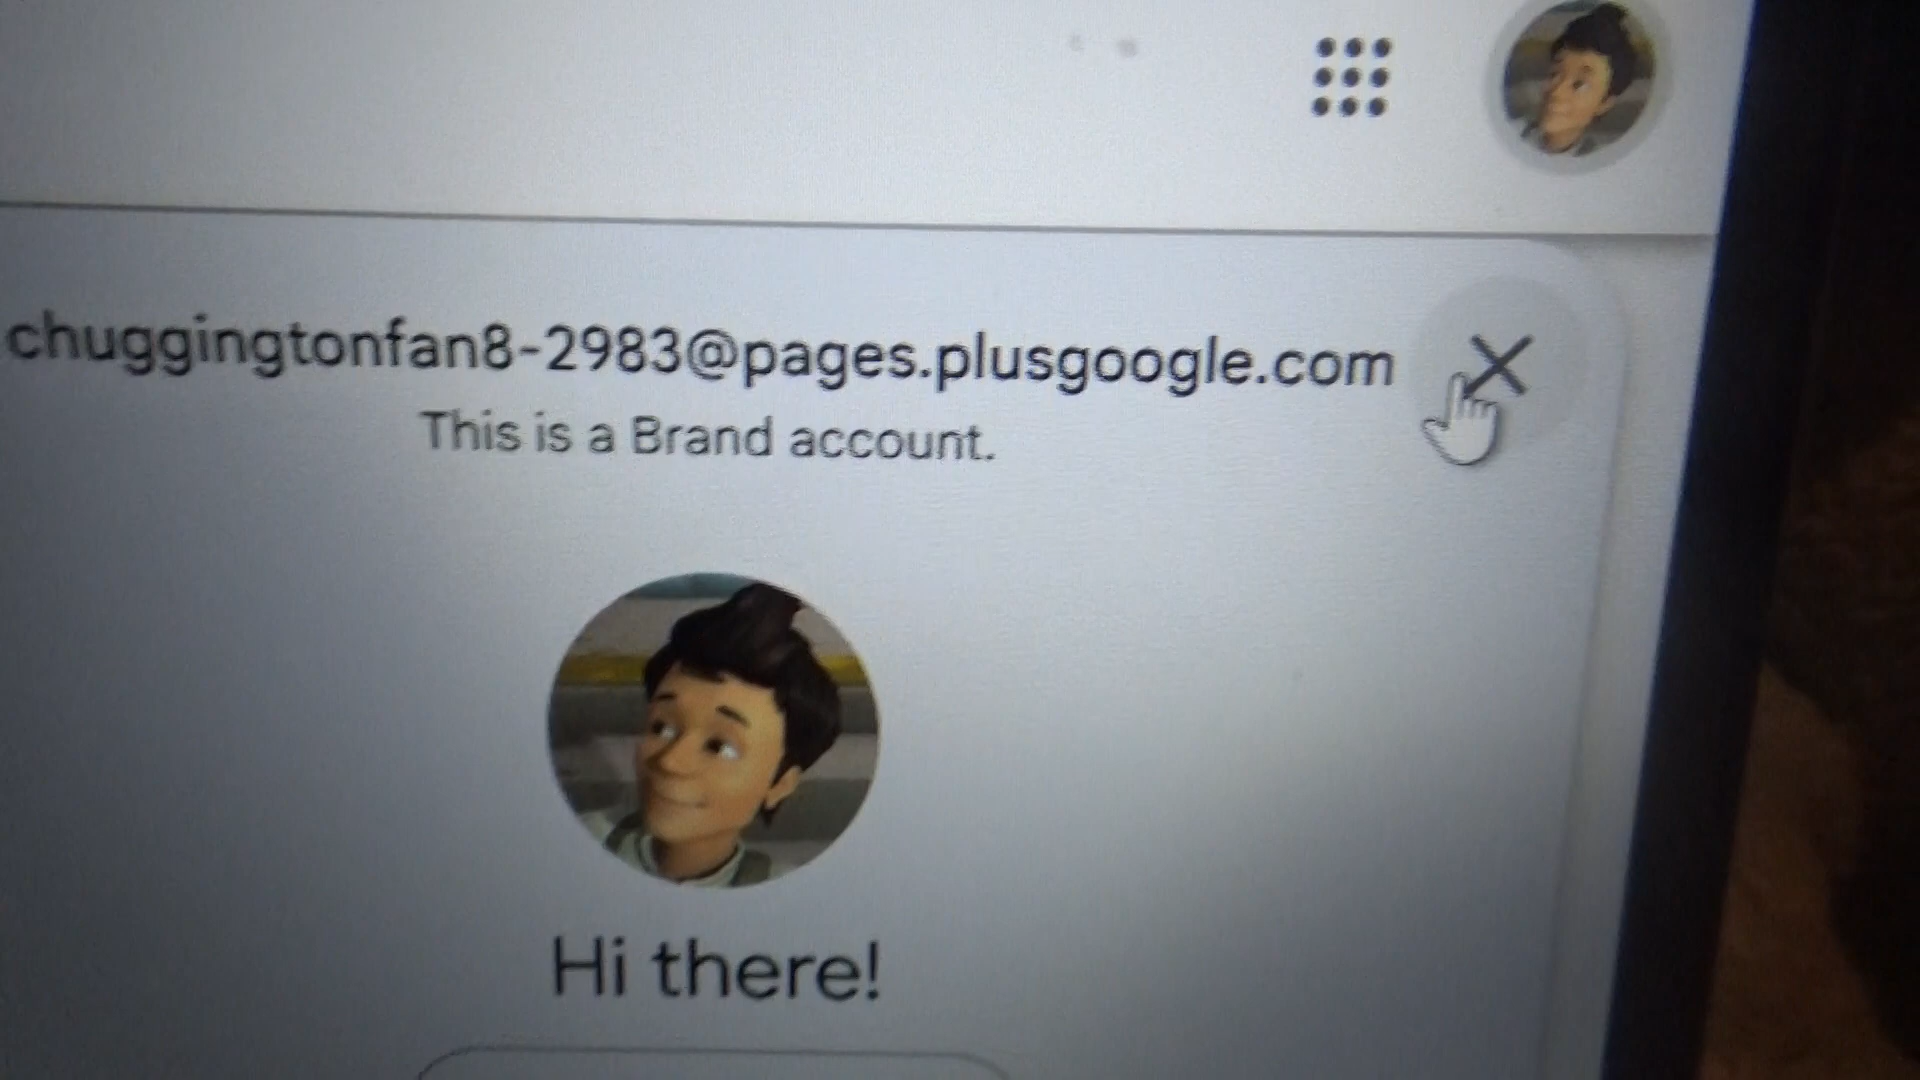 chuggingtonfan8-2983@pages.plusgoogle.com
This is a Brand account.
Hi there!